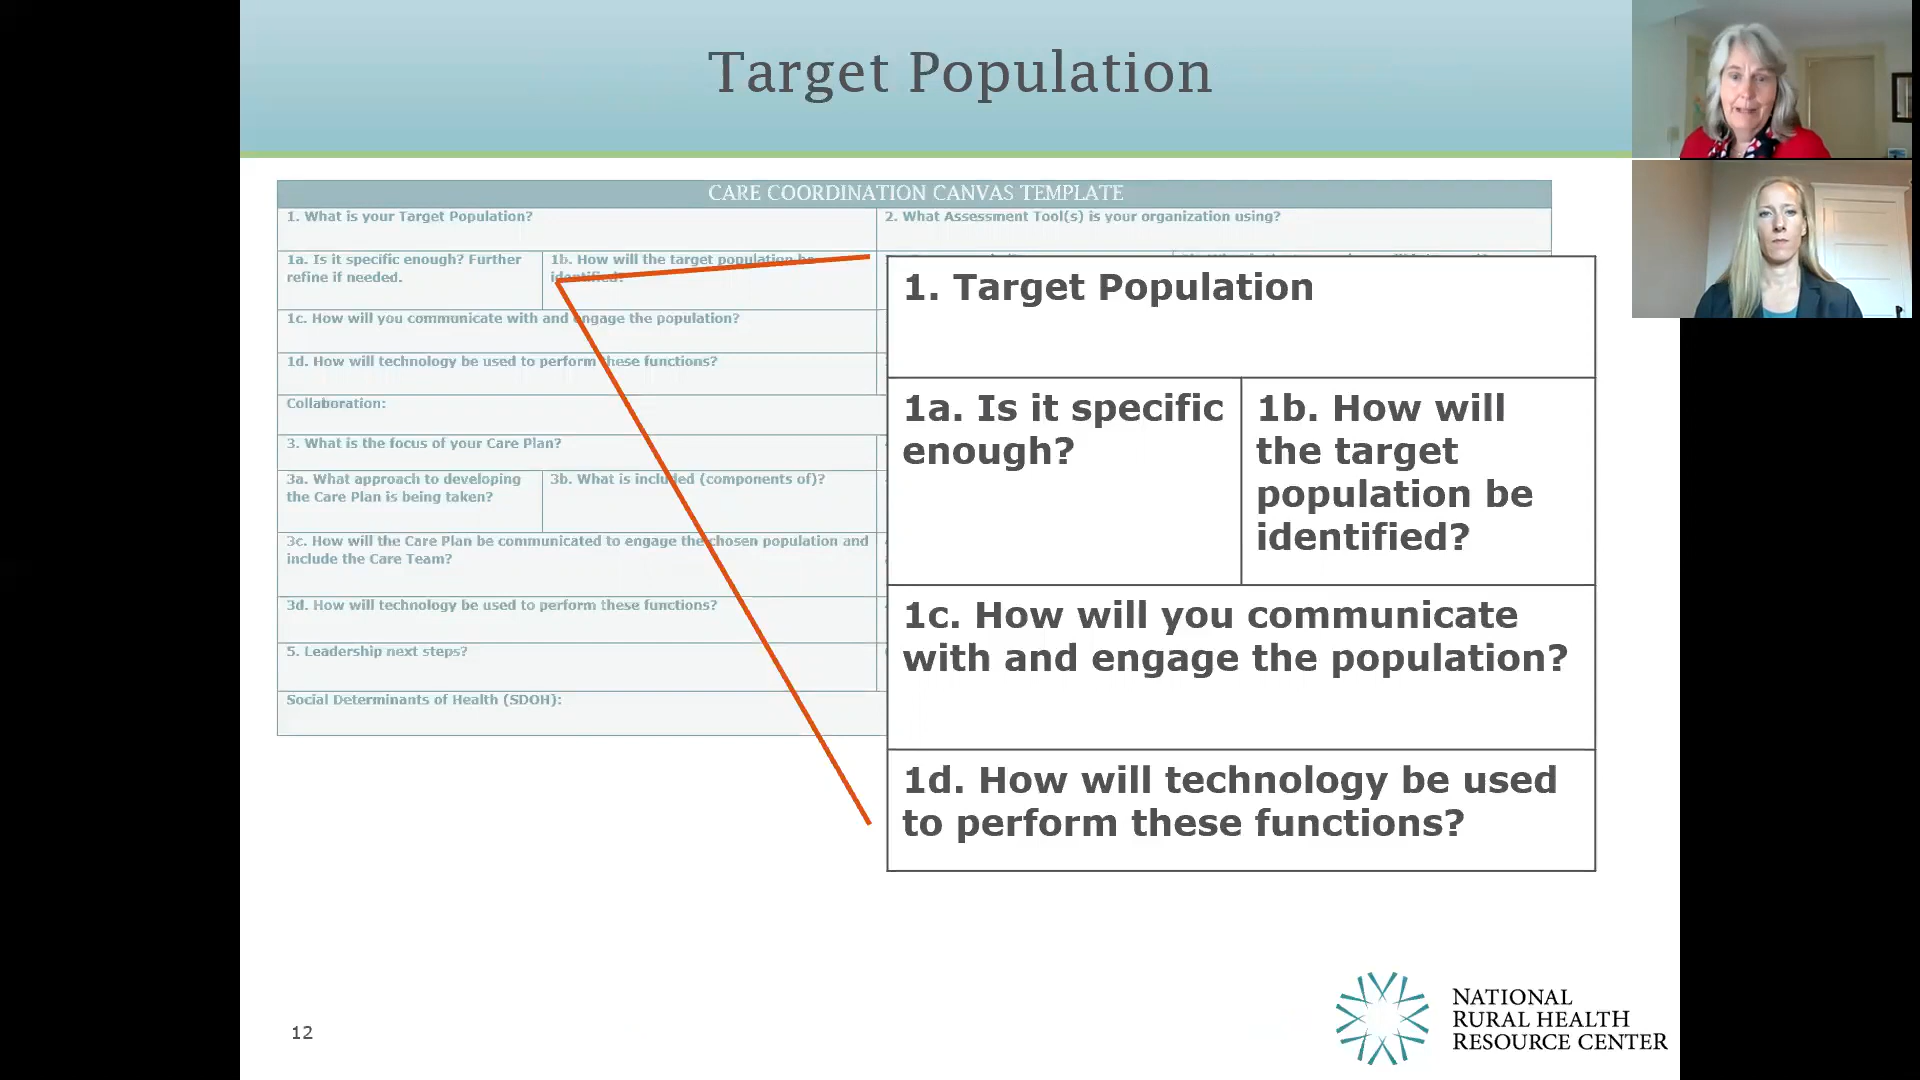 Target Population
CARE COORDINATION CANVAS TEMPLATE
1. What is your Target Population?
2. What Assessment Tool(s) is your organization using?
1a. Is it specific enough? Further
refine if needed.
1b. How will the target population be
identified?
1c. How will you communicate with and engage the population?
1d. How will technology be used to perform these functions?
Collaboration:
3. What is the focus of your Care Plan?
3a. What approach to developing
the Care Plan is being taken?
3b. What is included (components of)?
3c. How will the Care Plan be communicated to engage the chosen population and
include the Care Team?
3d. How will technology be used to perform these functions?
5. Leadership next steps?
Social Determinants of Health (SDOH):
1. Target Population
1a. Is it specific
enough?
1b. How will
the target
population be
identified?
1c. How will you communicate
with and engage the population?
1d. How will technology be used
to perform these functions?
12
NATIONAL
RURAL HEALTH
RESOURCE CENTER